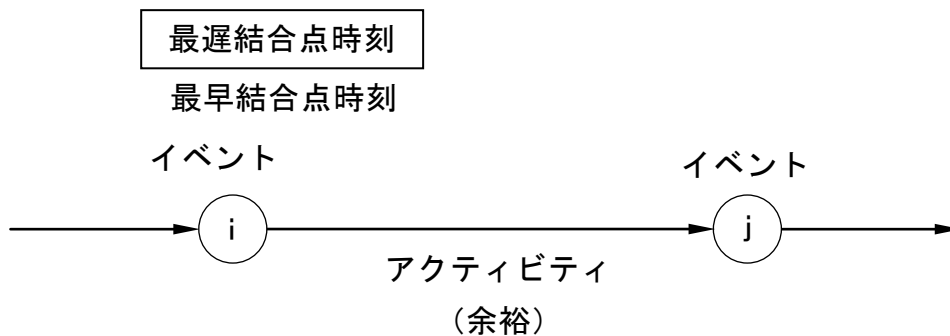 最遅結合点時刻
最早結合点時刻
イベント
イベント
i
j
アクティビティ
（余裕）